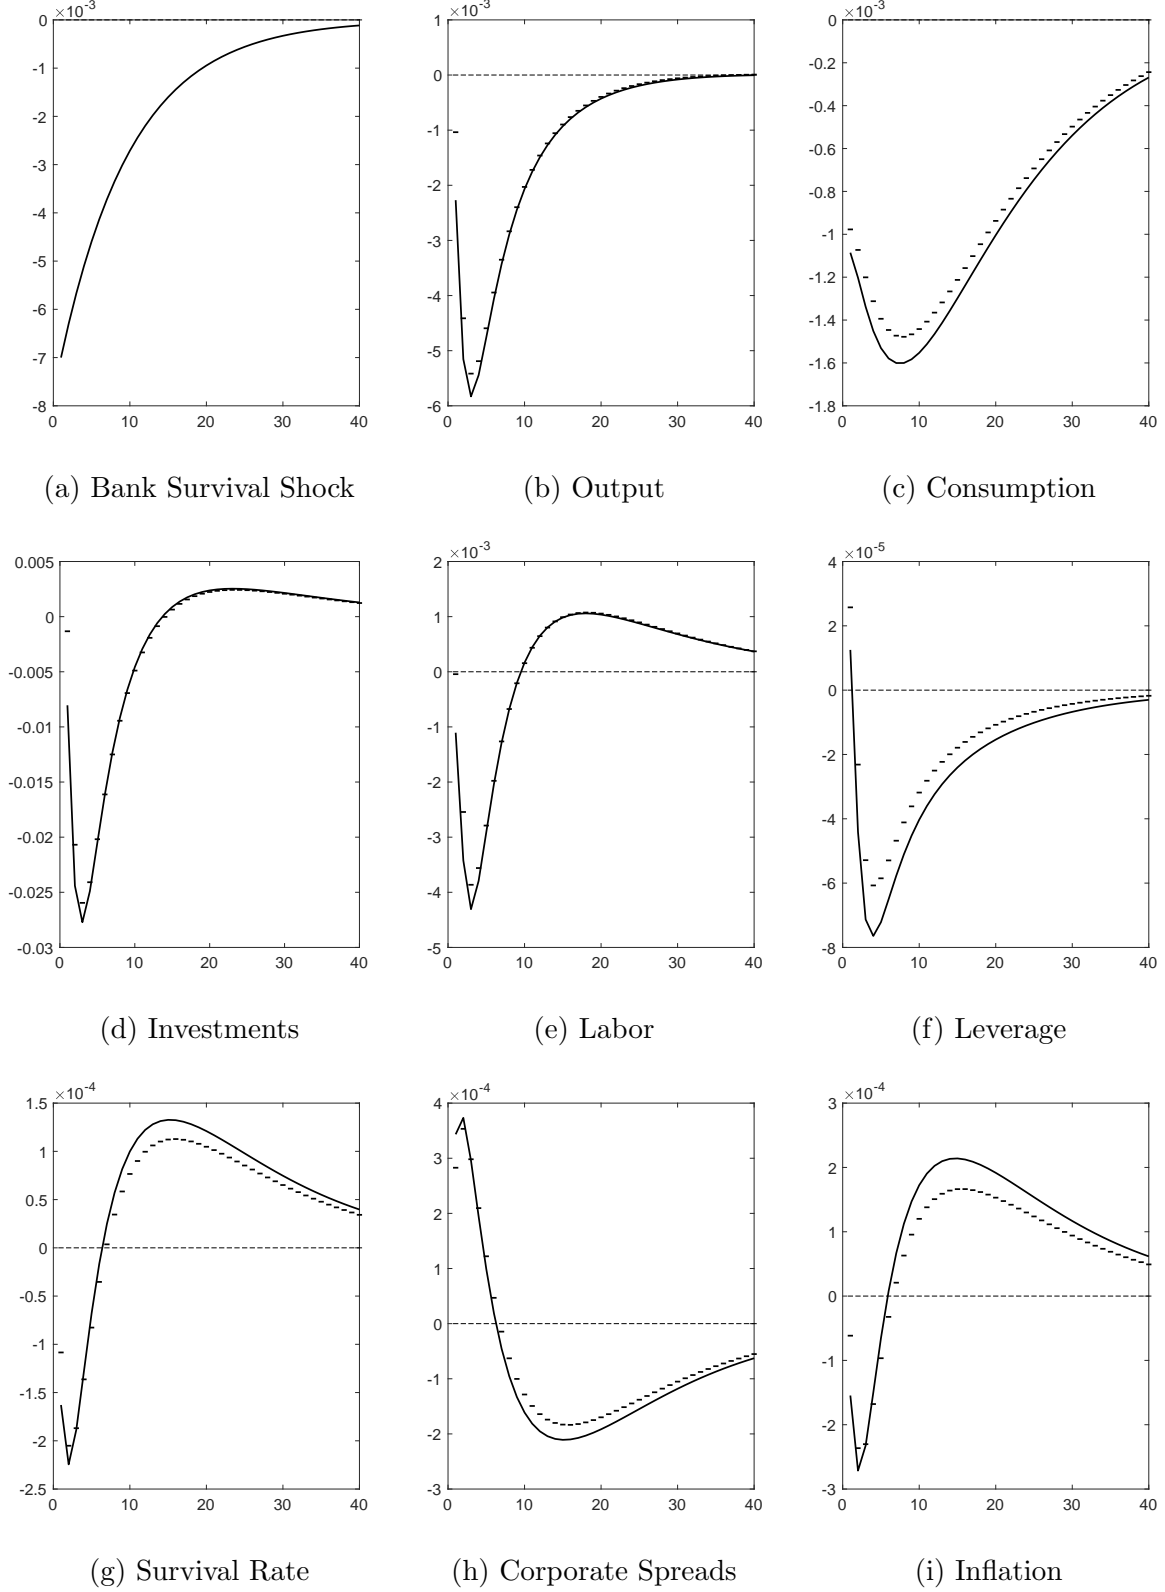 ×10-3 ×10-3 ×10-3
0 1 0
-1 0 -0.2
-2 -1 -0.4
-3 -2 -0.6
-4 -3 -0.8
-5 -4 -1
-6 -5 -1.2
-7 -6 -1.4
-8 -1.6
-1.8
0 10 20 30 40 0 10 20 30 40 0 10 20 30 40
(a) Bank Survival Shock (b) Output (c) Consumption
×10-3 ×10-5
0.005 2 4
0 1 2
-0.005 0 0
-0.01 -1 -2
-0.015 -2 -4
-0.02 -3 -6
-0.025 -4 -8
-0.03 -5
0 10 20 30 40 0 10 20 30 40 0 10 20 30 40
(d) Investments (e) Labor (f) Leverage
×10-4 ×10-4 ×10-4
1.5 4 3
1 3 2
0.5 2 1
0 1 0
-0.5 0 -1
-1 -1 -2
-1.5 -2 -3
-2 -3
-2.5
0 10 20 30 40 0 10 20 30 40 0 10 20 30 40
(g) Survival Rate (h) Corporate Spreads (i) Inflation